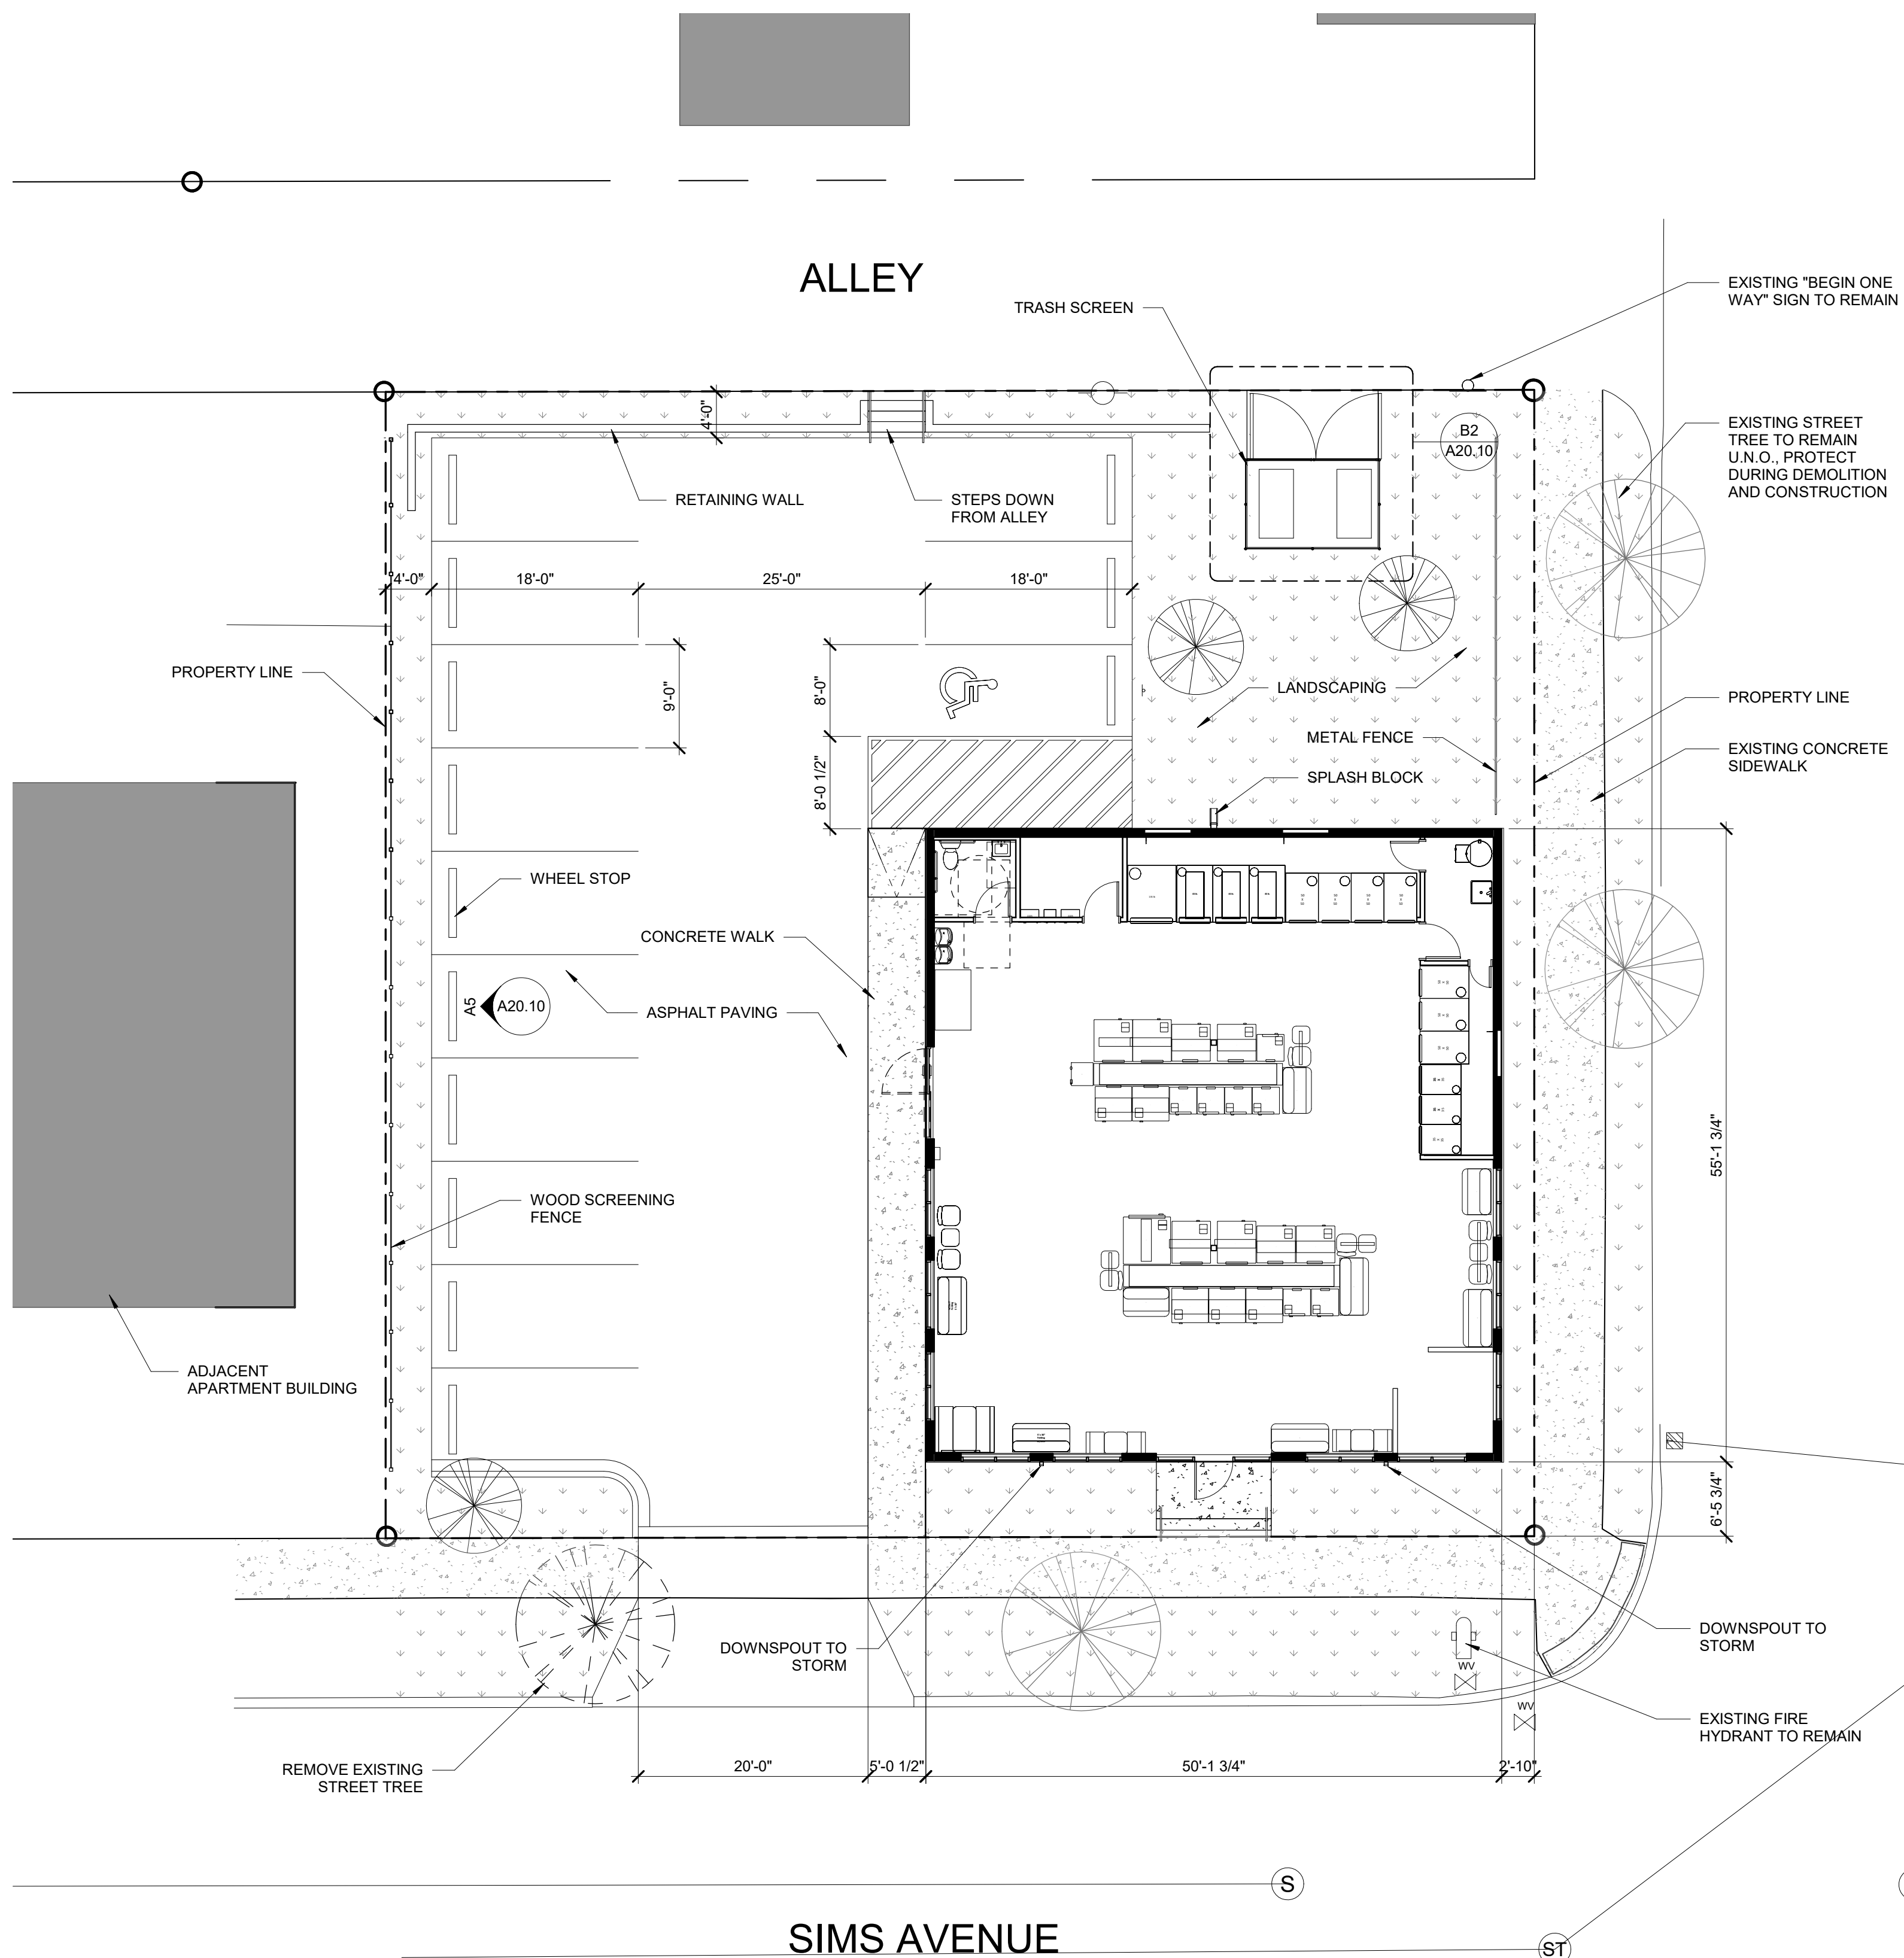 ALLEY
TRASH SCREEN
EXISTING "BEGIN ONE
WAY" SIGN TO REMAIN
4'-0"
B2
A20.10
EXISTING STREET
TREE TO REMAIN
U.N.O., PROTECT
DURING DEMOLITION
AND CONSTRUCTION
RETAINING WALL
STEPS DOWN
FROM ALLEY
4'-0"
18'-0"
25'-0"
18'-0"
PROPERTY LINE
9'-0"
8'-0"
LANDSCAPING
PROPERTY LINE
METAL FENCE
EXISTING CONCRETE
SIDEWALK
8'-0 1/2"
SPLASH BLOCK
WHEEL STOP
CONCRETE WALK
A5
A20.10
ASPHALT PAVING
55'-1 3/4"
WOOD SCREENING
FENCE
ADJACENT
APARTMENT BUILDING
6'-5 3/4"
DOWNSPOUT TO
STORM
DOWNSPOUT TO
STORM
WV
WV
EXISTING FIRE
HYDRANT TO REMAIN
REMOVE EXISTING
STREET TREE
20'-0"
5'-0 1/2"
50'-1 3/4"
2'-10"
S
SIMS AVENUE
ST